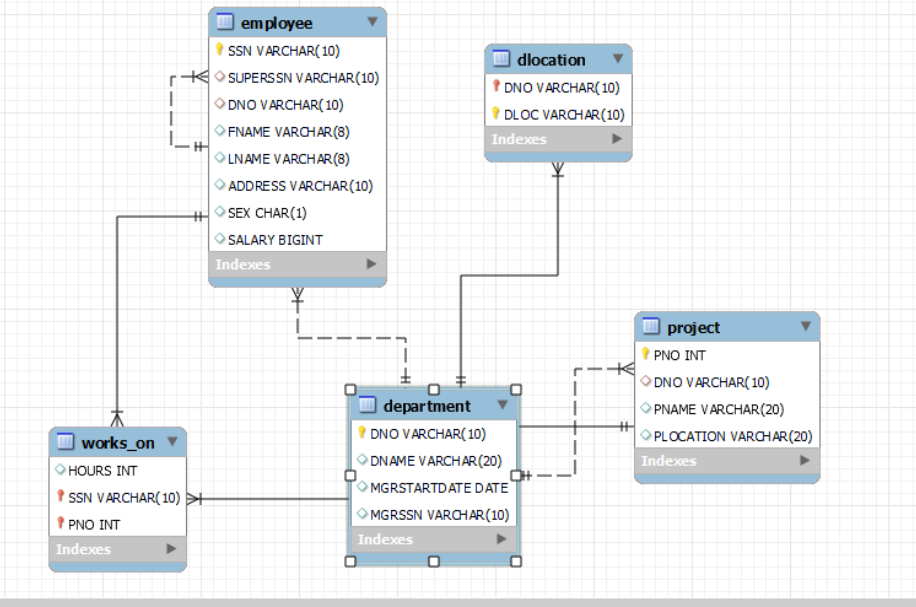 employee
SSN VARCHAR(10)
SUPERSSN VARCHAR(10)
DNO VARCHAR(10)
FNAME VARCHAR(8)
LNAME VARCHAR(8)
ADDRESS VARCHAR(10)
SEX CHAR(1)
SALARY BIGINT
Indexes
dlocation
DNO VARCHAR(10)
DLOC VARCHAR(10)
Indexes
project
PNO INT
DNO VARCHAR(10)
PNAME VARCHAR(20)
PLOCATION VARCHAR(20)
Indexes
department
DNO VARCHAR(10)
DNAME VARCHAR(20)
MGRSTARTDATE DATE
MGRSSN VARCHAR(10)
Indexes
works_on
HOURS INT
SSN VARCHAR(10)
PNO INT
Indexes